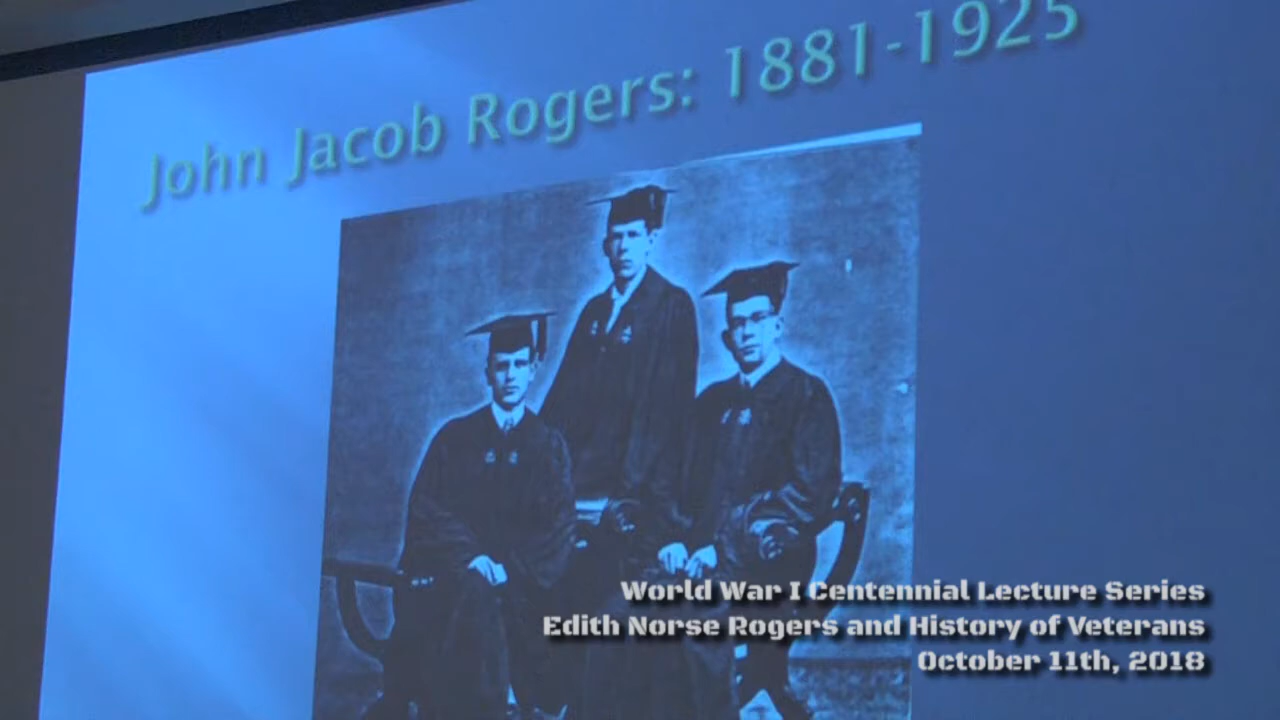 John Jacob Rogers: 1881-1925
World War I Centennial Lecture Series
Edith Norse Rogers and History of Veterans
October 11th, 2018